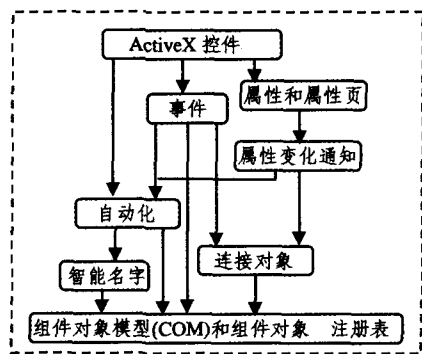 ActiveX 控件
属性和属性页
事件
属性变化通知
自动化
连接对象
智能名字
组件对象模型(COM)和组件对象 注册表